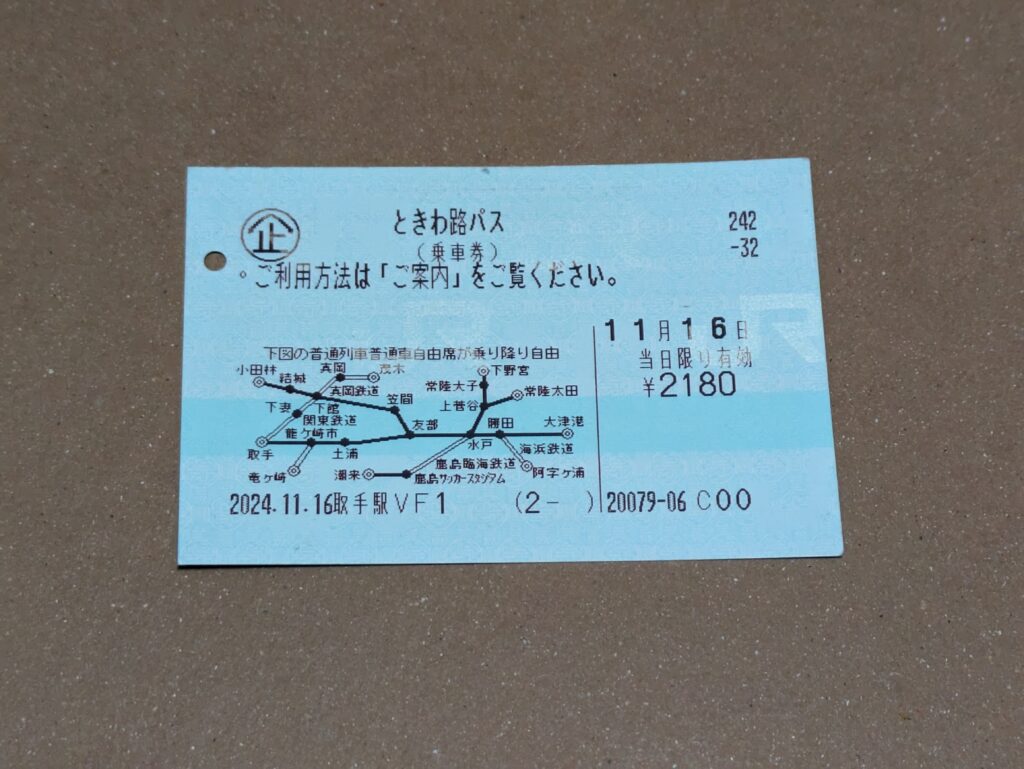 企
ときわ路パス
242
(乗車券)
-32
・ご利用方法は「ご案内」をご覧ください。
11月16日
当日限り有効
¥2180
下図の普通列車普通車自由席が乗り降り自由
小田林
結城
真岡
茂木
下野宮
真岡鉄道
常陸大子
常陸太田
笠間
上菅谷
下妻
下館
関東鉄道
龍ケ崎市
友部
勝田
大津港
取手
土浦
水戸
海浜鉄道
竜ケ崎
潮来
鹿島臨海鉄道
鹿島サッカースタジアム
阿字ケ浦
2024.11.16取手駅VF1
(2- )
20079-06
C00